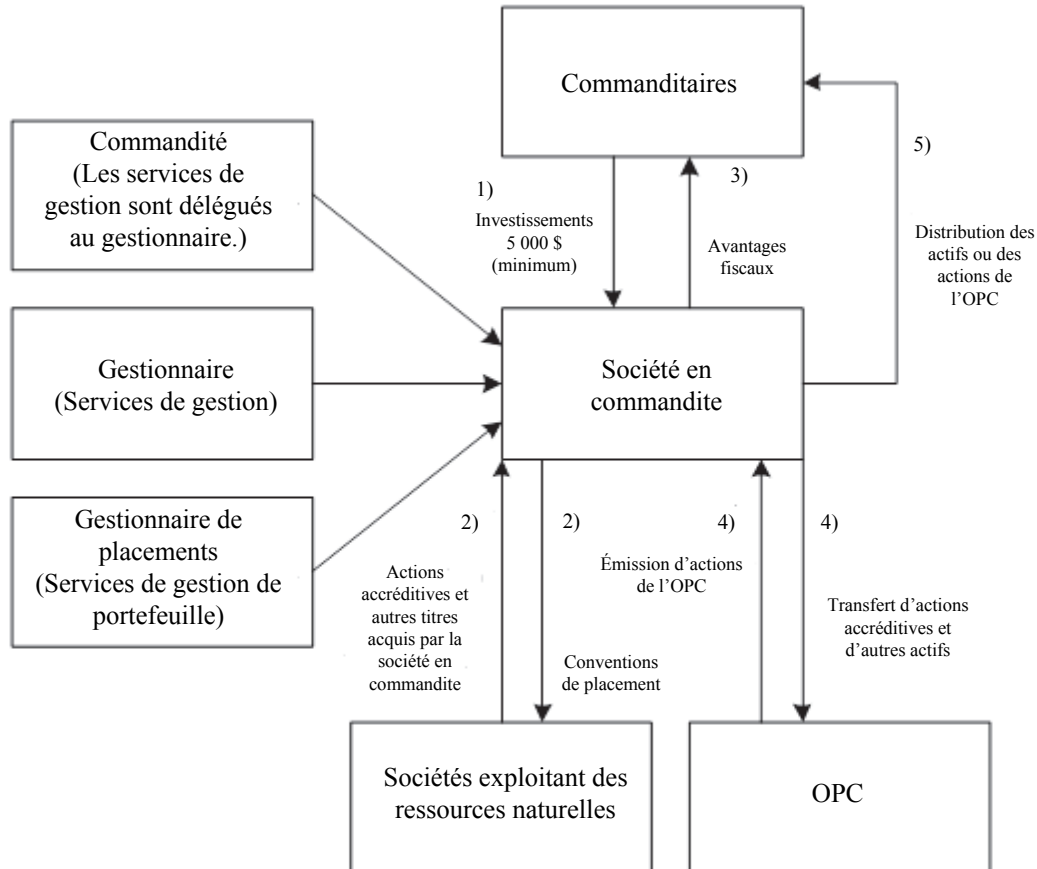 Commanditaires
Commandité
(Les services de
gestion sont délégués
au gestionnaire.)
1)
Investissements
5 000 $
(minimum)
3)
Avantages
fiscaux
5)
Distribution des
actifs ou des
actions de
l’OPC
Gestionnaire
(Services de gestion)
Société en
commandite
Gestionnaire de
placements
(Services de gestion de
portefeuille)
2)
Actions
accréditives et
autres titres
acquis par la
société en
commandite
2)
Conventions
de placement
4)
Émission d’actions
de l’OPC
4)
Transfert d’actions
accréditives et
d’autres actifs
Sociétés exploitant des
ressources naturelles
OPC